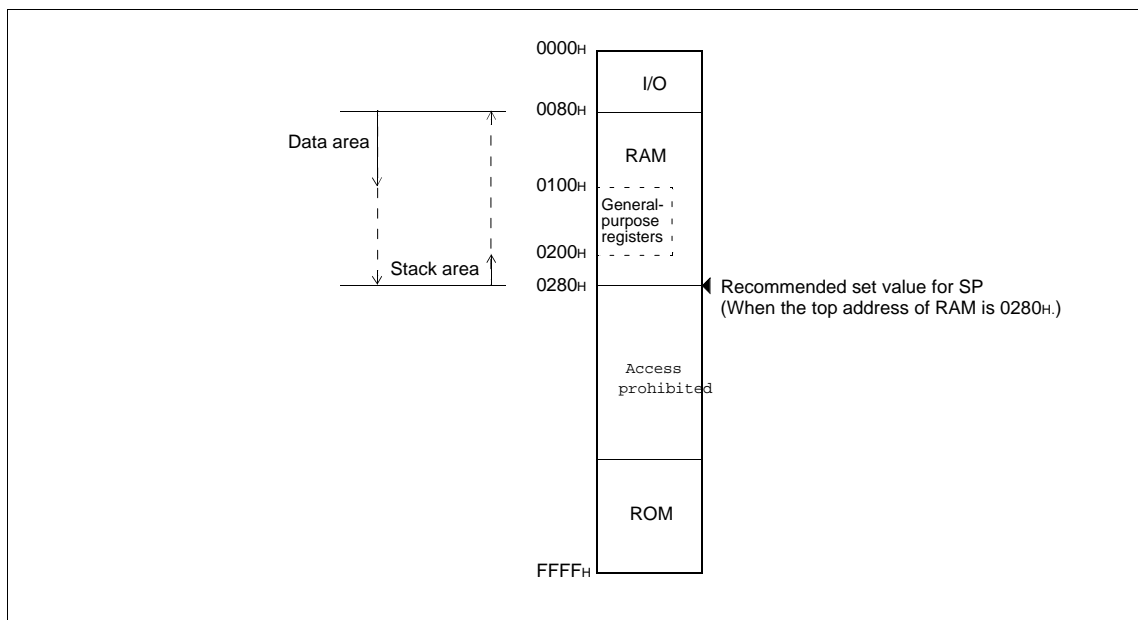 0000H
I/O
0080H
Data area
RAM
0100H
General-
purpose
registers
0200H
Stack area
0280H
Recommended set value for SP
(When the top address of RAM is 0280H.)
Access
prohibited
ROM
FFFFH